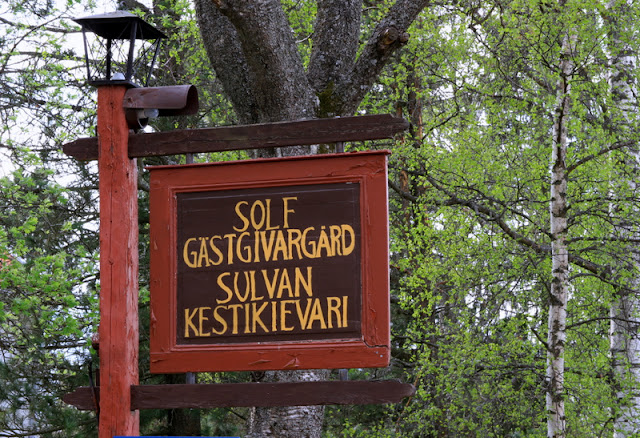 SOLF
GÄSTGIVARGÅRD
SULVAN
KESTIKIEVARI